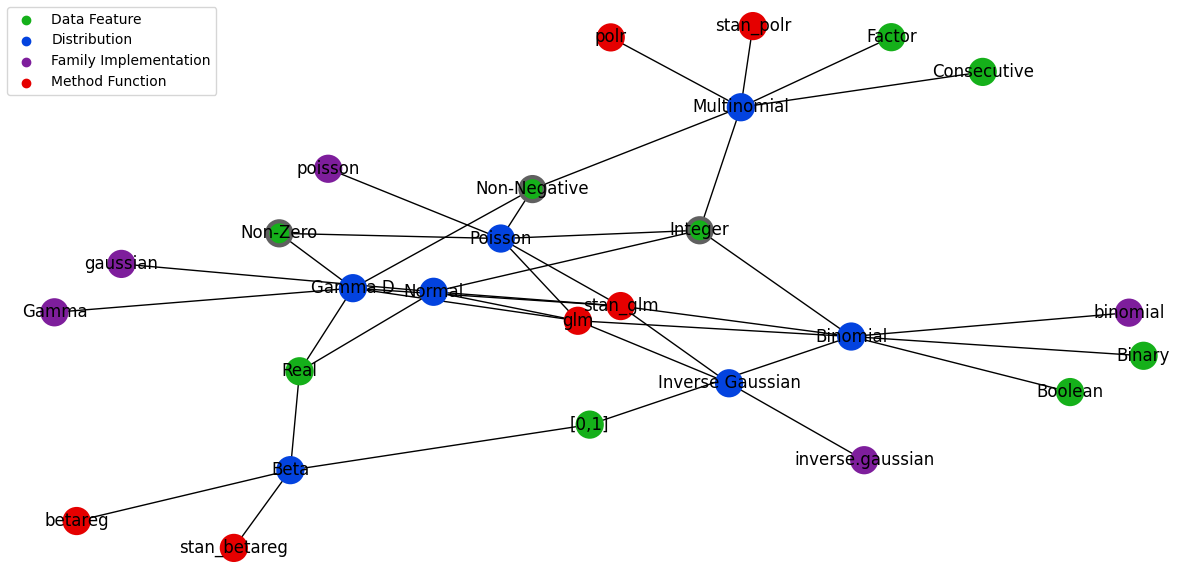 Data Feature
Distribution
Family Implementation
Method Function
polr
stan_polr
Factor
Consecutive
Multinomial
poisson
Non-Negative
Non-Zero
Poisson
Integer
gaussian
Gamma D
Normal
Gamma
stan_glm
glm
binomial
Binomial
Binary
Real
Inverse Gaussian
Boolean
[0,1]
inverse.gaussian
Beta
betareg
stan_betareg